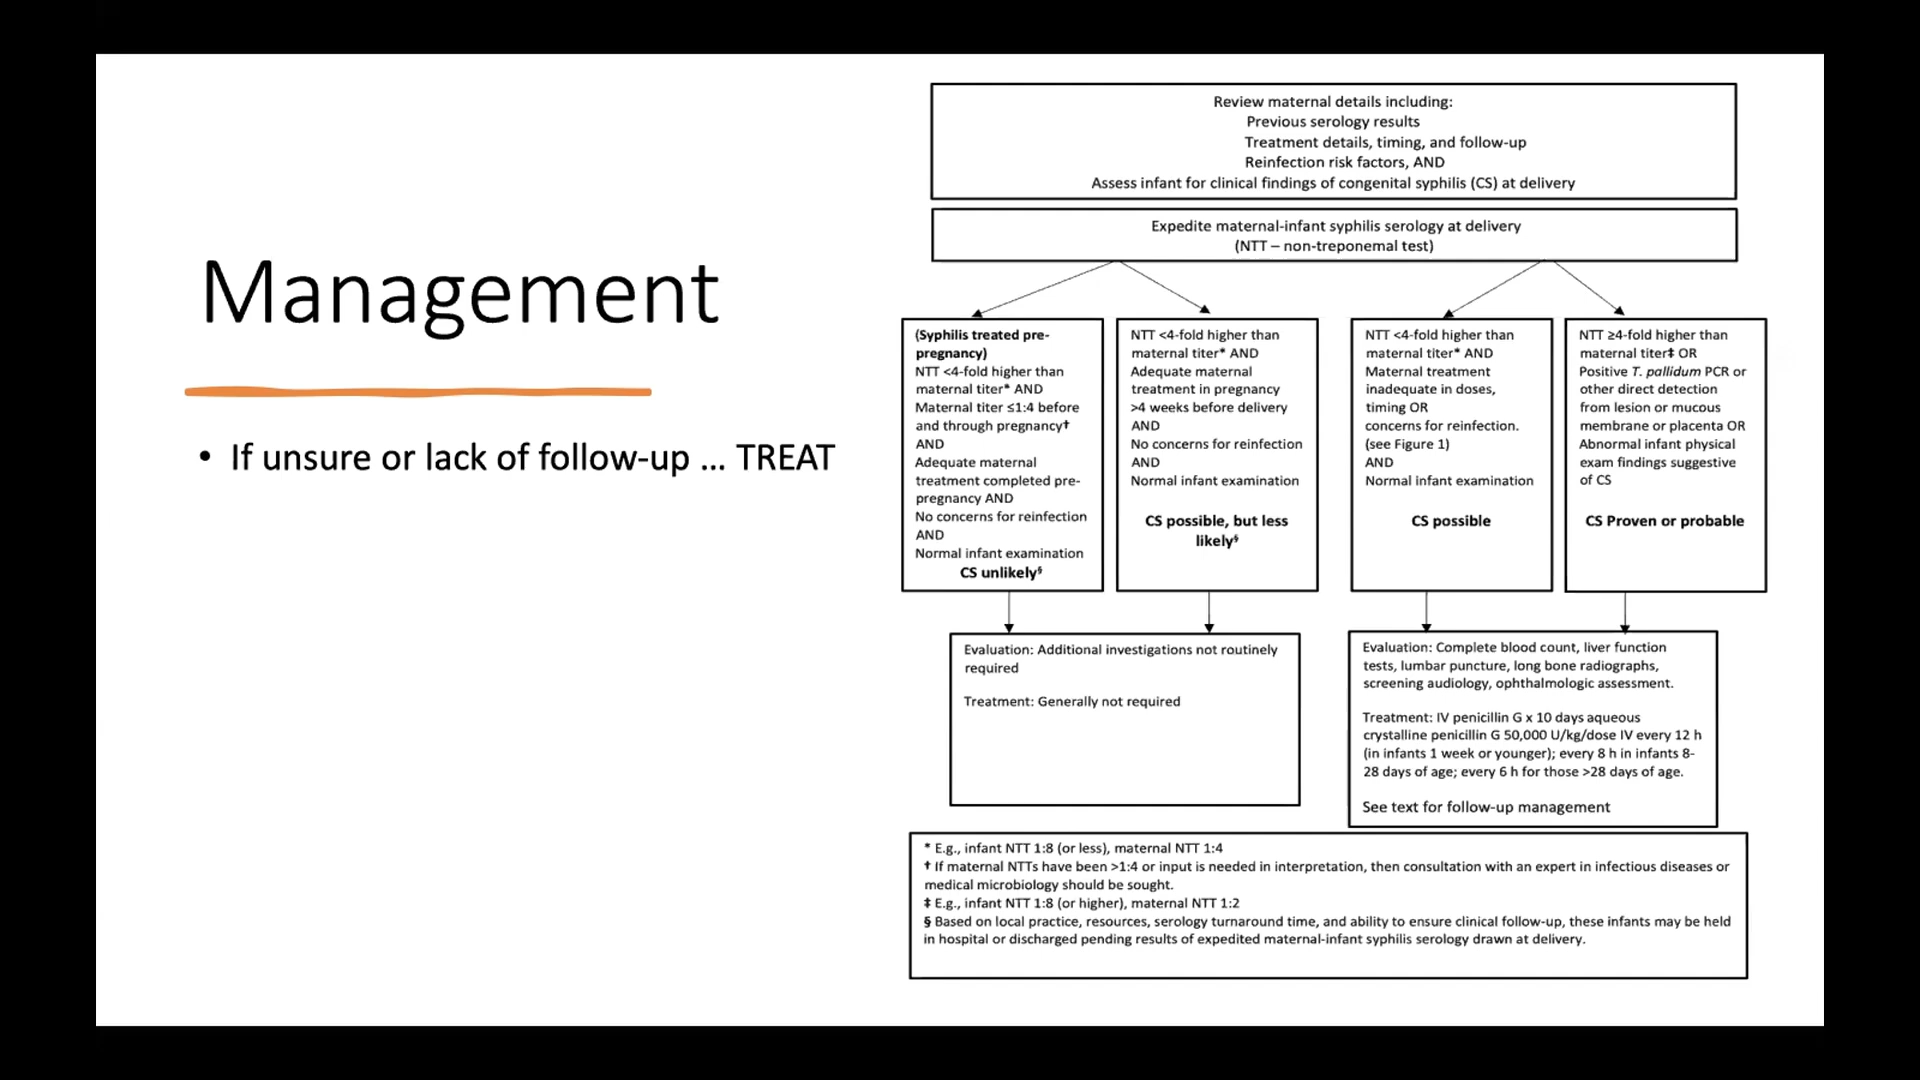 Management
• If unsure or lack of follow-up ... TREAT
Review maternal details including:
Previous serology results
Treatment details, timing, and follow-up
Reinfection risk factors, AND
Assess infant for clinical findings of congenital syphilis (CS) at delivery
Expedite maternal-infant syphilis serology at delivery
(NTT – non-treponemal test)
(Syphilis treated pre-
pregnancy)
NTT <4-fold higher than
maternal titer* AND
Maternal titer ≤1:4 before
and through pregnancy†
AND
Adequate maternal
treatment completed pre-
pregnancy AND
No concerns for reinfection
AND
Normal infant examination
CS unlikely§
NTT <4-fold higher than
maternal titer* AND
Adequate maternal
treatment in pregnancy
>4 weeks before delivery
AND
No concerns for reinfection
AND
Normal infant examination
CS possible, but less
likely§
NTT <4-fold higher than
maternal titer* AND
Maternal treatment
inadequate in doses,
timing OR
concerns for reinfection.
(see Figure 1)
AND
Normal infant examination
CS possible
NTT ≥4-fold higher than
maternal titer‡ OR
Positive T. pallidum PCR or
other direct detection
from lesion or mucous
membrane or placenta OR
Abnormal infant physical
exam findings suggestive
of CS
CS Proven or probable
Evaluation: Additional investigations not routinely
required
Treatment: Generally not required
Evaluation: Complete blood count, liver function
tests, lumbar puncture, long bone radiographs,
screening audiology, ophthalmologic assessment.
Treatment: IV penicillin G x 10 days aqueous
crystalline penicillin G 50,000 U/kg/dose IV every 12 h
(in infants 1 week or younger); every 8 h in infants 8-
28 days of age; every 6 h for those >28 days of age.
See text for follow-up management
* E.g., infant NTT 1:8 (or less), maternal NTT 1:4
† If maternal NTTs have been >1:4 or input is needed in interpretation, then consultation with an expert in infectious diseases or
medical microbiology should be sought.
‡ E.g., infant NTT 1:8 (or higher), maternal NTT 1:2
§ Based on local practice, resources, serology turnaround time, and ability to ensure clinical follow-up, these infants may be held
in hospital or discharged pending results of expedited maternal-infant syphilis serology drawn at delivery.